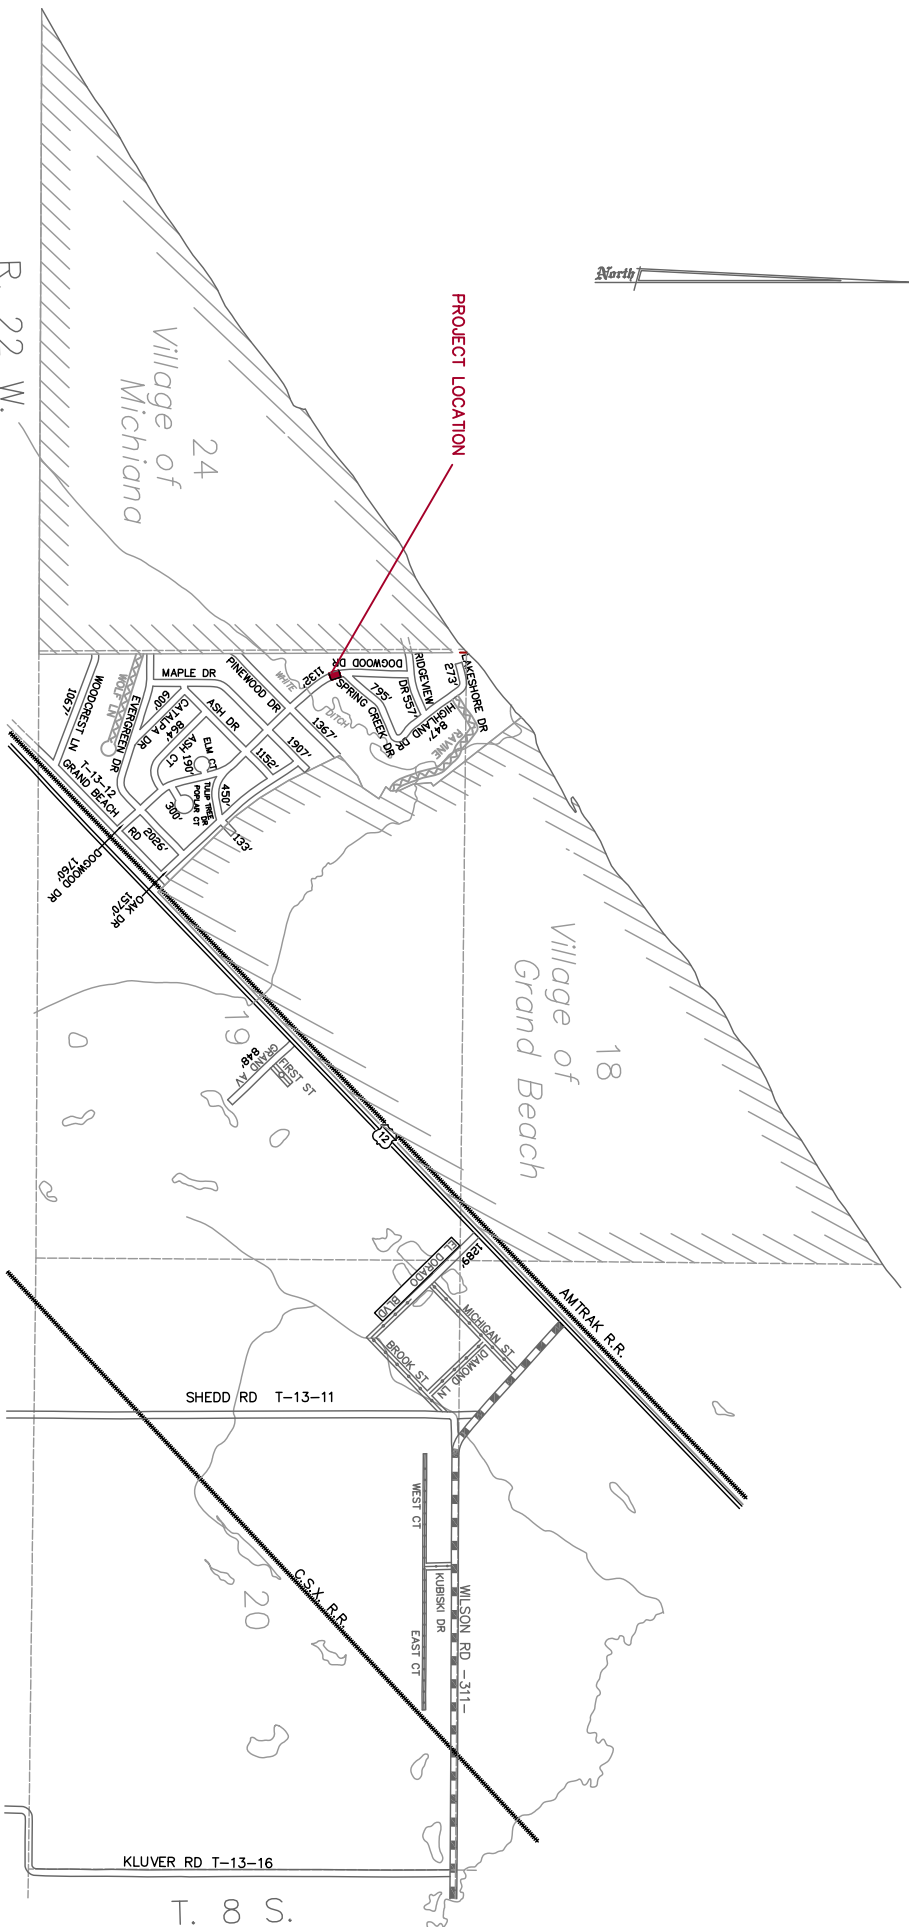 North
PROJECT LOCATION
R. 22 W.
24
Village of
Michiana
18
Village of
Grand Beach
LAKESHORE DR
273'
RIDGEVIEW
DR 557'
HIGHLAND DR
847'
RAVINE
DOGWOOD DR
795'
SPRING CREEK DR
1132'
WHITE
DITCH
PINEWOOD DR
1367'
MAPLE DR
1907'
ASH DR
1152'
600'
CATALPA DR
864'
ELM CT
ASH CT
190'
450'
TULIP TREE
DR
POPLAR CT
300'
133'
EVERGREEN DR
WOLF LN
WOODCREST LN
1067'
T-13-12
GRAND BEACH
RD
2026'
DOGWOOD DR
1760'
OAK DR
1570'
19
GRAND AV
848'
FIRST ST
12
EL DORADO
BLVD
1289'
MICHIGAN ST
DIAMOND LN
BROOK ST
AMTRAK R.R.
SHEDD RD T-13-11
WEST CT
KUBISKI DR
EAST CT
WILSON RD -311-
20
C.S.X. R.R.
KLUVER RD T-13-16
T. 8 S.